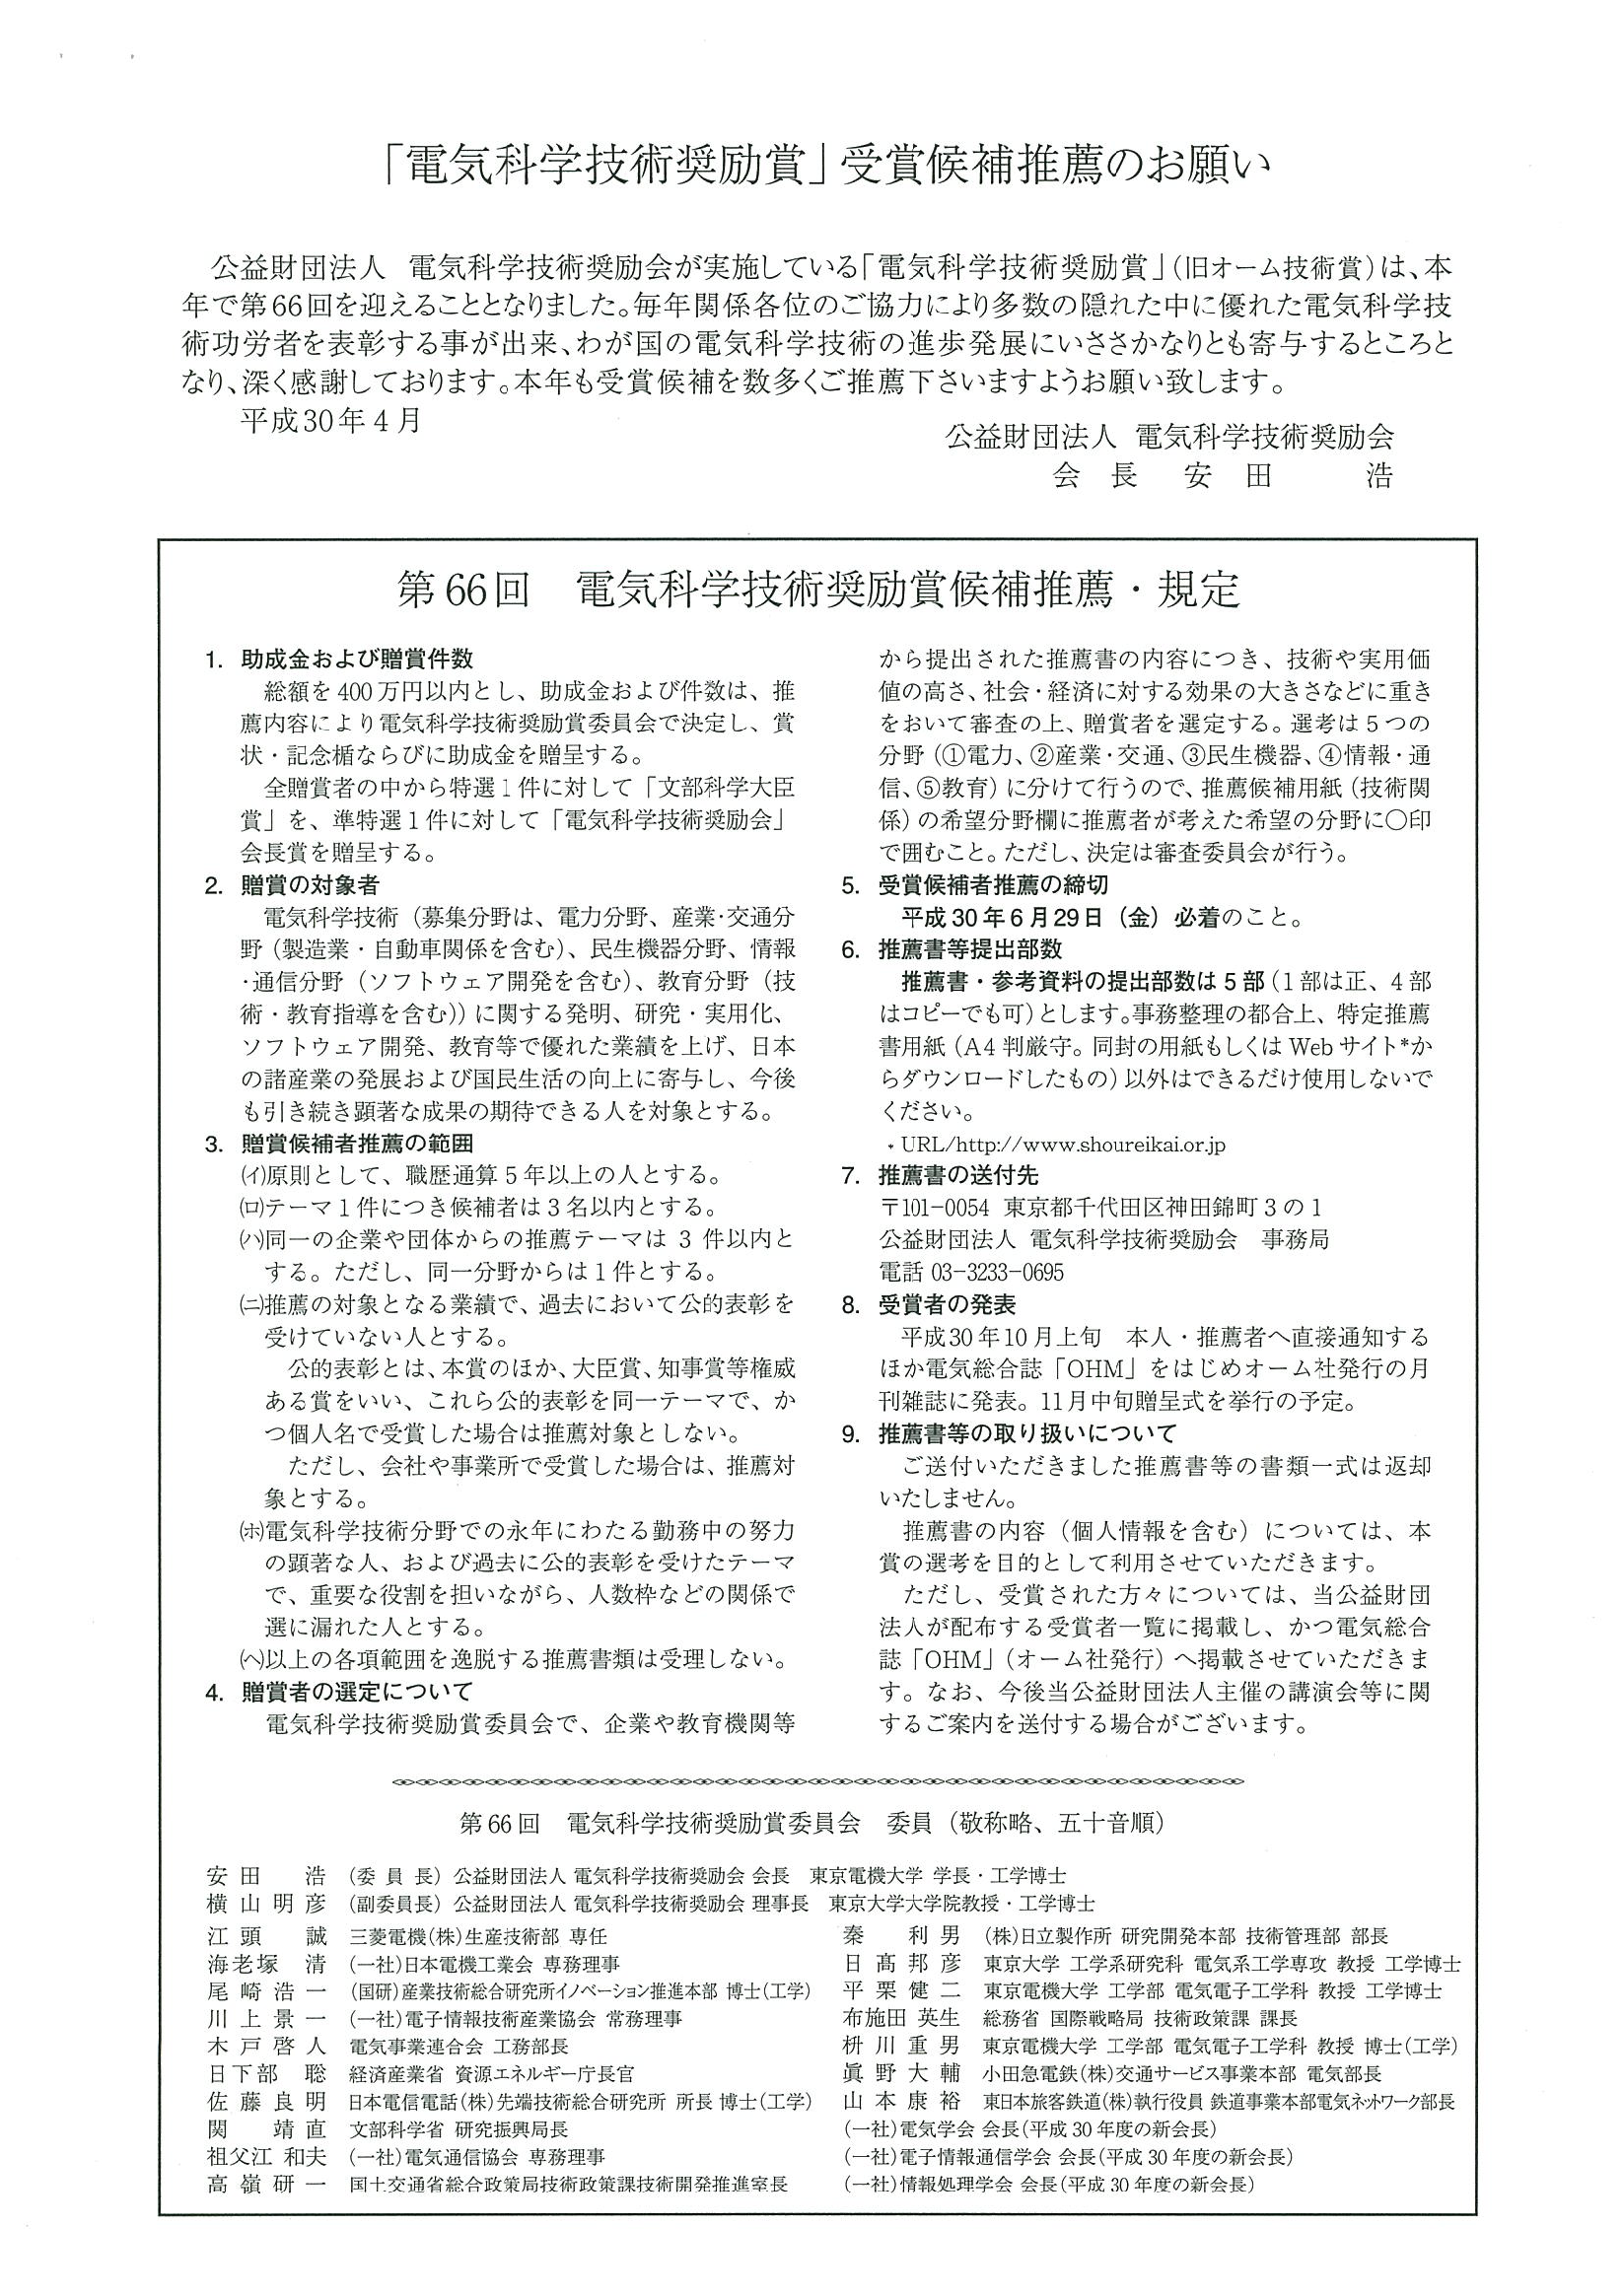 「電気科学技術奨励賞」受賞候補推薦のお願い
公益財団法人 電気科学技術奨励会が実施している「電気科学技術奨励賞」(旧オーム技術賞)は、本
年で第66回を迎えることとなりました。毎年関係各位のご協力により多数の隠れた中に優れた電気科学技
術功労者を表彰する事が出来、わが国の電気科学技術の進歩発展にいささかなりとも寄与するところと
なり、深く感謝しております。本年も受賞候補を数多くご推薦下さいますようお願い致します。
平成30年4月
公益財団法人 電気科学技術奨励会
会 長 安 田 浩
第66回 電気科学技術奨励賞候補推薦・規定
1. 助成金および贈賞件数
総額を400万円以内とし、助成金および件数は、推
薦内容により電気科学技術奨励賞委員会で決定し、賞
状・記念楯ならびに助成金を贈呈する。
全贈賞者の中から特選1件に対して「文部科学大臣
賞」を、準特選1件に対して「電気科学技術奨励会」
会長賞を贈呈する。
2. 贈賞の対象者
電気科学技術(募集分野は、電力分野、産業・交通分
野(製造業・自動車関係を含む)、民生機器分野、情報
・通信分野(ソフトウェア開発を含む)、教育分野(技
術・教育指導を含む))に関する発明、研究・実用化、
ソフトウェア開発、教育等で優れた業績を上げ、日本
の諸産業の発展および国民生活の向上に寄与し、今後
も引き続き顕著な成果の期待できる人を対象とする。
3. 贈賞候補者推薦の範囲
(イ)原則として、職歴通算5年以上の人とする。
(ロ)テーマ1件につき候補者は3名以内とする。
(ハ)同一の企業や団体からの推薦テーマは3件以内と
する。ただし、同一分野からは1件とする。
(ニ)推薦の対象となる業績で、過去において公的表彰を
受けていない人とする。
公的表彰とは、本賞のほか、大臣賞、知事賞等権威
ある賞をいい、これら公的表彰を同一テーマで、か
つ個人名で受賞した場合は推薦対象としない。
ただし、会社や事業所で受賞した場合は、推薦対
象とする。
(ホ)電気科学技術分野での永年にわたる勤務中の努力
の顕著な人、および過去に公的表彰を受けたテーマ
で、重要な役割を担いながら、人数枠などの関係で
選に漏れた人とする。
(ヘ)以上の各項範囲を逸脱する推薦書類は受理しない。
4. 贈賞者の選定について
電気科学技術奨励賞委員会で、企業や教育機関等
から提出された推薦書の内容につき、技術や実用価
値の高さ、社会・経済に対する効果の大きさなどに重き
をおいて審査の上、贈賞者を選定する。選考は5つの
分野(①電力、②産業・交通、③民生機器、④情報・通
信、⑤教育)に分けて行うので、推薦候補用紙(技術関
係)の希望分野欄に推薦者が考えた希望の分野に○印
で囲むこと。ただし、決定は審査委員会が行う。
5. 受賞候補者推薦の締切
平成30年6月29日(金)必着のこと。
6. 推薦書等提出部数
推薦書・参考資料の提出部数は5部(1部は正、4部
はコピーでも可)とします。事務整理の都合上、特定推薦
書用紙(A4判厳守。同封の用紙もしくはWebサイト*か
らダウンロードしたもの)以外はできるだけ使用しないで
ください。
*URL/http://www.shoureikai.or.jp
7. 推薦書の送付先
〒101-0054 東京都千代田区神田錦町3の1
公益財団法人 電気科学技術奨励会 事務局
電話 03-3233-0695
8. 受賞者の発表
平成30年10月上旬 本人・推薦者へ直接通知する
ほか電気総合誌「OHM」をはじめオーム社発行の月
刊雑誌に発表。11月中旬贈呈式を挙行の予定。
9. 推薦書等の取り扱いについて
ご送付いただきました推薦書等の書類一式は返却
いたしません。
推薦書の内容(個人情報を含む)については、本
賞の選考を目的として利用させていただきます。
ただし、受賞された方々については、当公益財団
法人が配布する受賞者一覧に掲載し、かつ電気総合
誌「OHM」(オーム社発行)へ掲載させていただきま
す。なお、今後当公益財団法人主催の講演会等に関
するご案内を送付する場合がございます。
第66回 電気科学技術奨励賞委員会 委員(敬称略、五十音順)
安田 浩 (委員長) 公益財団法人 電気科学技術奨励会 会長 東京電機大学 学長・工学博士
横山明彦 (副委員長) 公益財団法人 電気科学技術奨励会 理事長 東京大学大学院教授・工学博士
江頭 誠 三菱電機(株)生産技術部 専任
海老塚 清 (一社)日本電機工業会 専務理事
尾崎浩一 (国研)産業技術総合研究所イノベーション推進本部 博士(工学)
川上景一 (一社)電子情報技術産業協会 常務理事
木戸啓人 電気事業連合会 工務部長
日下部 聡 経済産業省 資源エネルギー庁長官
佐藤良明 日本電信電話(株)先端技術総合研究所 所長 博士(工学)
関 靖直 文部科学省 研究振興局長
祖父江 和夫 (一社)電気通信協会 専務理事
高嶺研一 国土交通省総合政策局技術政策課技術開発推進室長
秦 利男 (株)日立製作所 研究開発本部 技術管理部 部長
日髙邦彦 東京大学 工学系研究科 電気系工学専攻 教授 工学博士
平栗健二 東京電機大学 工学部 電気電子工学科 教授 工学博士
布施田 英生 総務省 国際戦略局 技術政策課 課長
枡川重男 東京電機大学 工学部 電気電子工学科 教授 博士(工学)
眞野大輔 小田急電鉄(株)交通サービス事業本部 電気部長
山本康裕 東日本旅客鉄道(株)執行役員 鉄道事業本部電気ネットワーク部長
(一社)電気学会 会長(平成30年度の新会長)
(一社)電子情報通信学会 会長(平成30年度の新会長)
(一社)情報処理学会 会長(平成30年度の新会長)